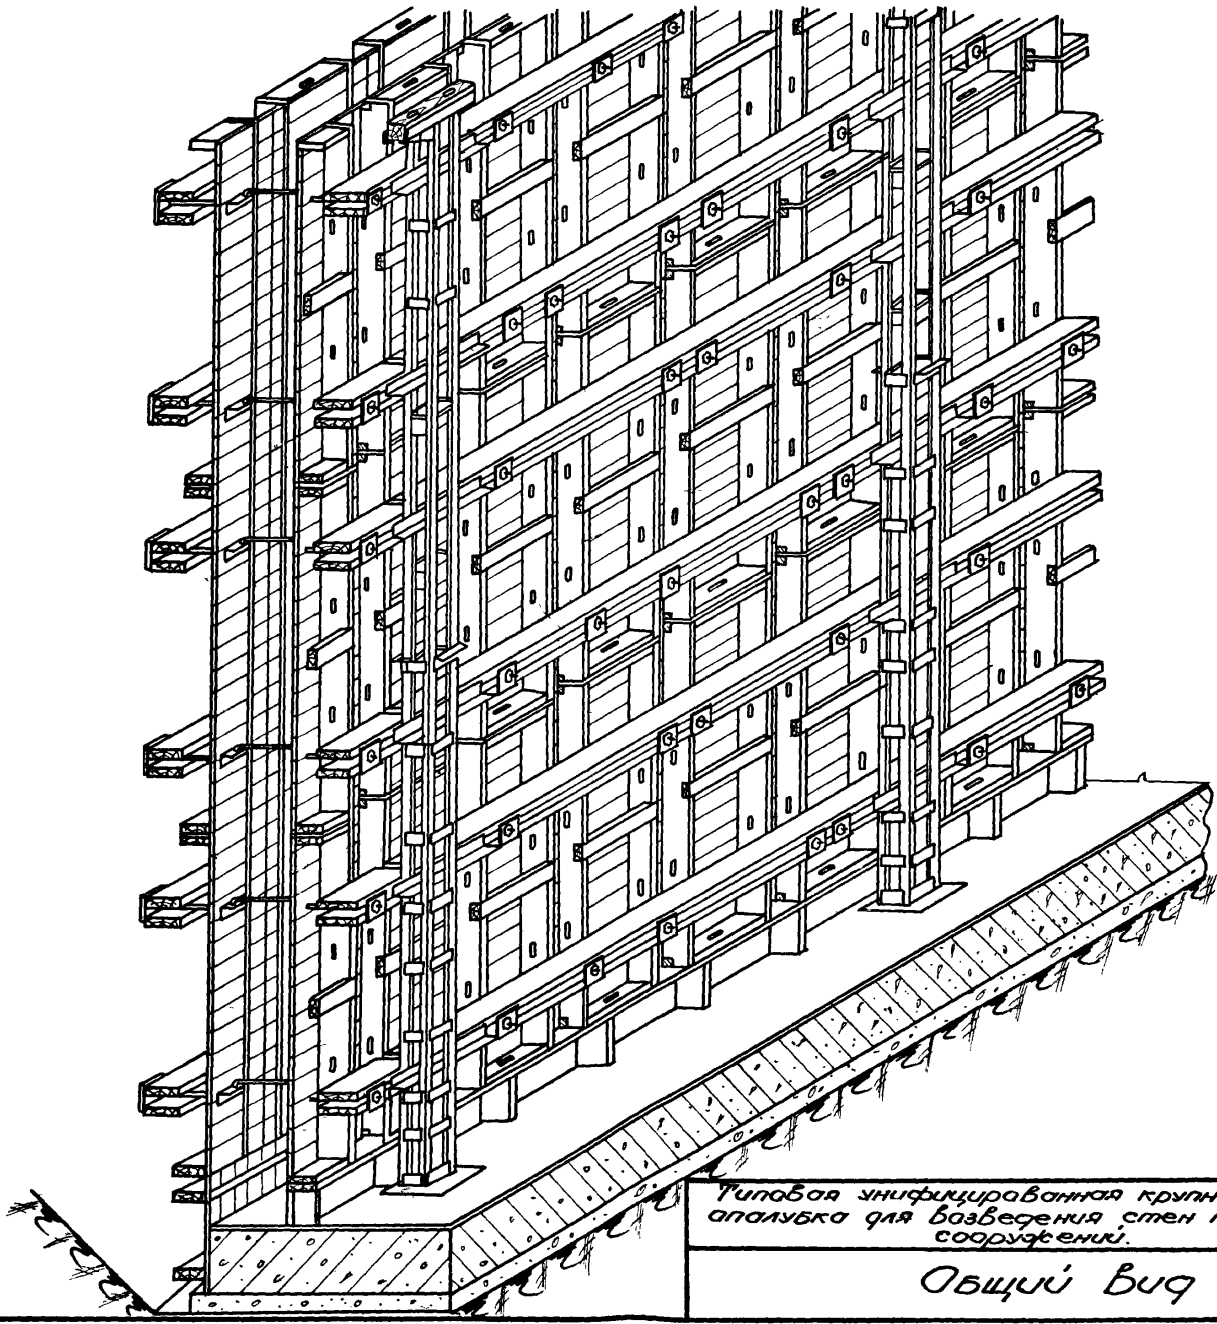 Типовая унифицированная крупн
опалубка для возведения стен
сооружений.
Общий вид